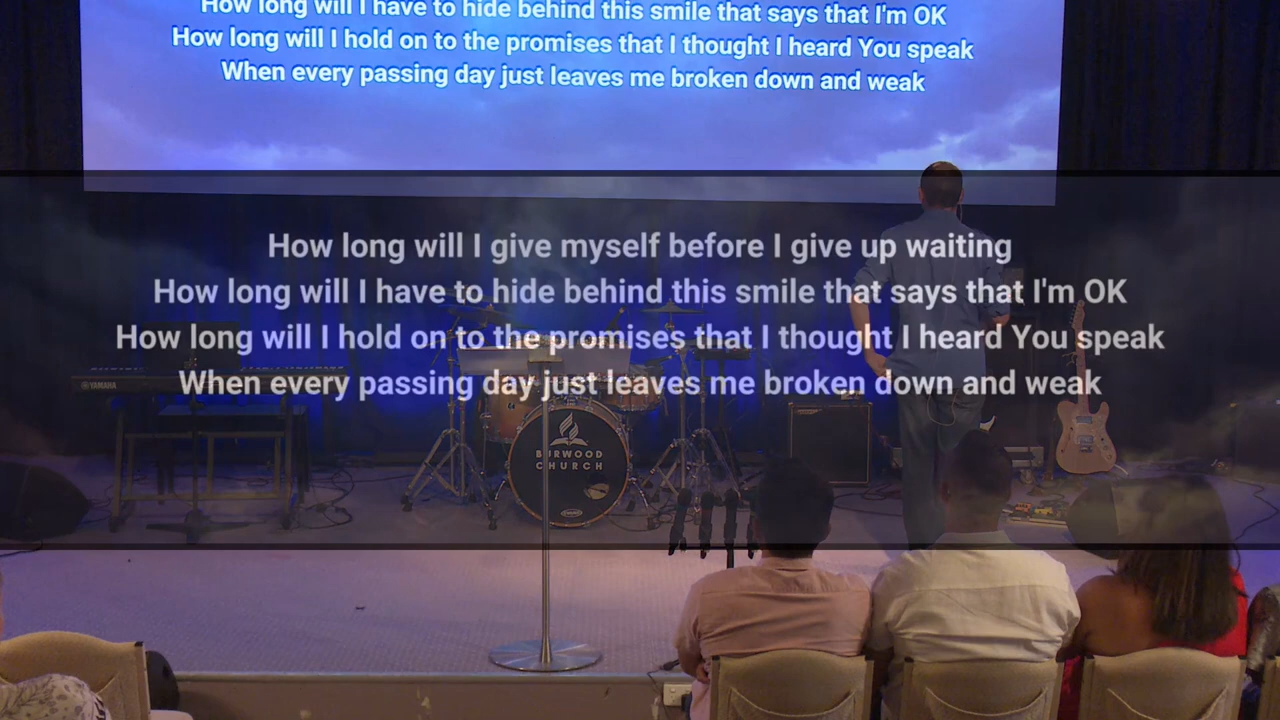 How long will I have to hide behind this smile that says that I'm OK
How long will I hold on to the promises that I thought I heard You speak
When every passing day just leaves me broken down and weak
How long will I give myself before I give up waiting
How long will I have to hide behind this smile that says that I'm OK
How long will I hold on to the promises that I thought I heard You speak
When every passing day just leaves me broken down and weak
YAMAHA
BURWOOD
CHURCH